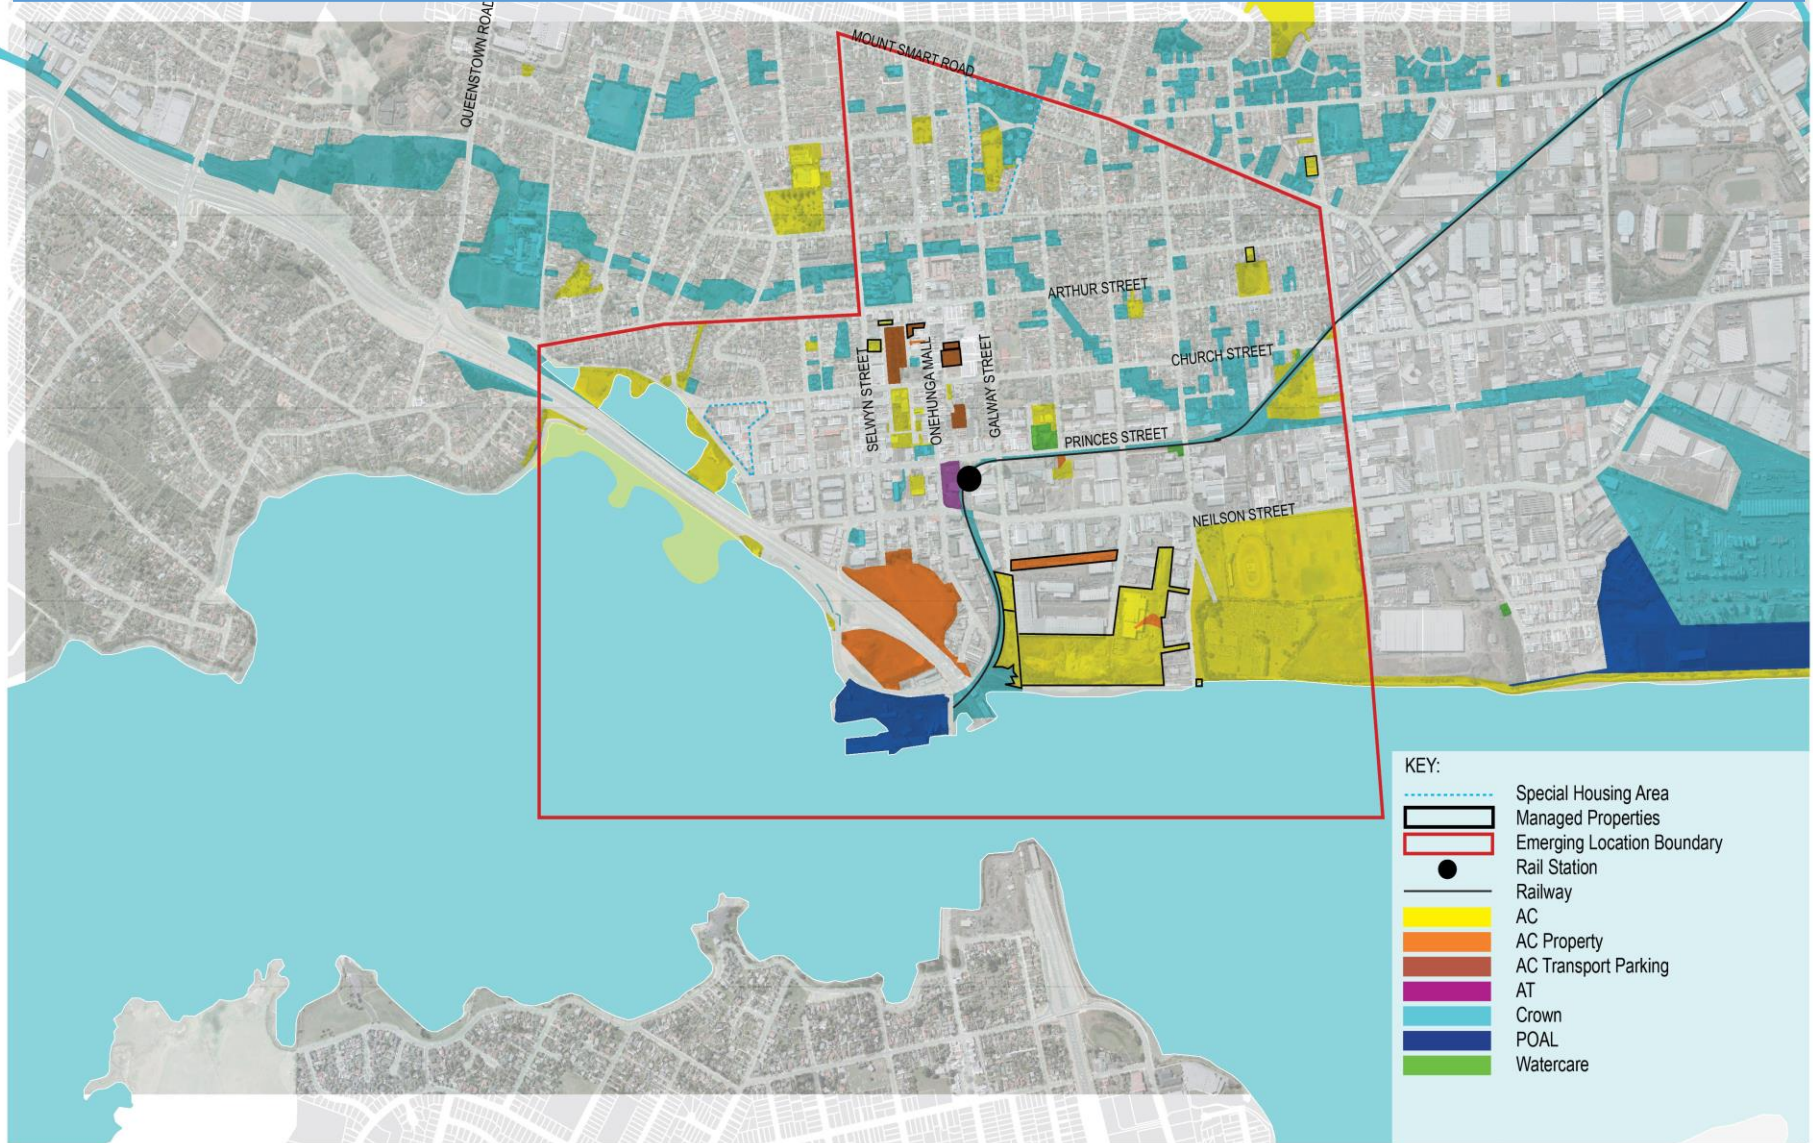 QUEENSTOWN ROAD
MOUNT SMART ROAD
ARTHUR STREET
CHURCH STREET
SELWYN STREET
ONEHUNGA MALL
GALWAY STREET
PRINCES STREET
NEILSON STREET
KEY:
Special Housing Area
Managed Properties
Emerging Location Boundary
Rail Station
Railway
AC
AC Property
AC Transport Parking
AT
Crown
POAL
Watercare